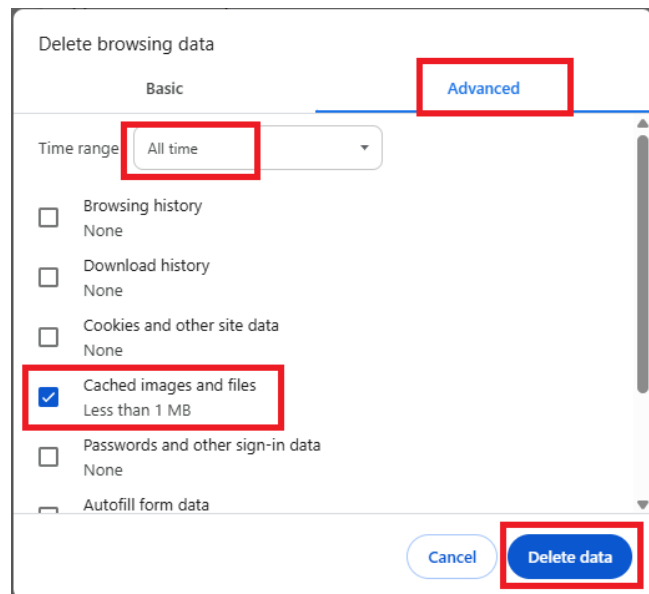 Delete browsing data
Basic
Advanced
Time range
All time
Browsing history
None
Download history
None
Cookies and other site data
None
Cached images and files
Less than 1 MB
Passwords and other sign-in data
None
Autofill form data
Cancel
Delete data